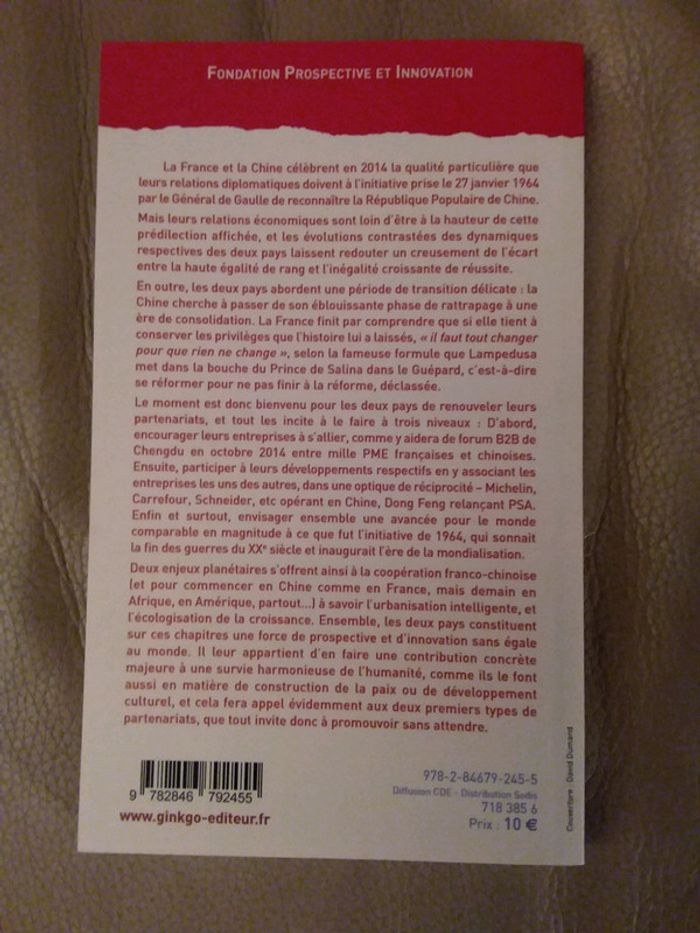 FONDATION PROSPECTIVE ET INNOVATION
La France et la Chine célèbrent en 2014 la qualité particulière que
leurs relations diplomatiques doivent à l'initiative prise le 27 janvier 1964
par le Général de Gaulle de reconnaître la République Populaire de Chine.
Mais leurs relations économiques sont loin d'être à la hauteur de cette
prédilection affichée, et les évolutions contrastées des dynamiques
respectives des deux pays laissent redouter un creusement de l'écart
entre la haute égalité de rang et l'inégalité croissante de réussite.
En outre, les deux pays abordent une période de transition délicate : la
Chine cherche à passer de son éblouissante phase de rattrapage à une
ère de consolidation. La France finit par comprendre que si elle tient à
conserver les privilèges que l'histoire lui a laissés, « il faut tout changer
pour que rien ne change », selon la fameuse formule que Lampedusa
met dans la bouche du Prince de Salina dans le Guépard, c'est-à-dire
se réformer pour ne pas finir à la réforme, déclassée.
Le moment est donc bienvenu pour les deux pays de renouveler leurs
partenariats, et tout les incite à le faire à trois niveaux : D'abord,
encourager leurs entreprises à s'allier, comme y aidera de forum B2B de
Chengdu en octobre 2014 entre mille PME françaises et chinoises.
Ensuite, participer à leurs développements respectifs en y associant les
entreprises les uns des autres, dans une optique de réciprocité – Michelin,
Carrefour, Schneider, etc opérant en Chine, Dong Feng relançant PSA.
Enfin et surtout, envisager ensemble une avancée pour le monde
comparable en magnitude à ce que fut l'initiative de 1964, qui sonnait
la fin des guerres du XXe siècle et inaugurait l'ère de la mondialisation.
Deux enjeux planétaires s'offrent ainsi à la coopération franco-chinoise
(et pour commencer en Chine comme en France, mais demain en
Afrique, en Amérique, partout...) à savoir l'urbanisation intelligente, et
l'écologisation de la croissance. Ensemble, les deux pays constituent
sur ces chapitres une force de prospective et d'innovation sans égale
au monde. Il leur appartient d'en faire une contribution concrète
majeure à une survie harmonieuse de l'humanité, comme ils le font
aussi en matière de construction de la paix ou de développement
culturel, et cela fera appel évidemment aux deux premiers types de
partenariats, que tout invite donc à promouvoir sans attendre.
9 782846 792455
www.ginkgo-editeur.fr
978-2-84679-245-5
Diffusion CDE - Distribution Sodis
718 385 6
Prix : 10 €
Couverture : David Dumand